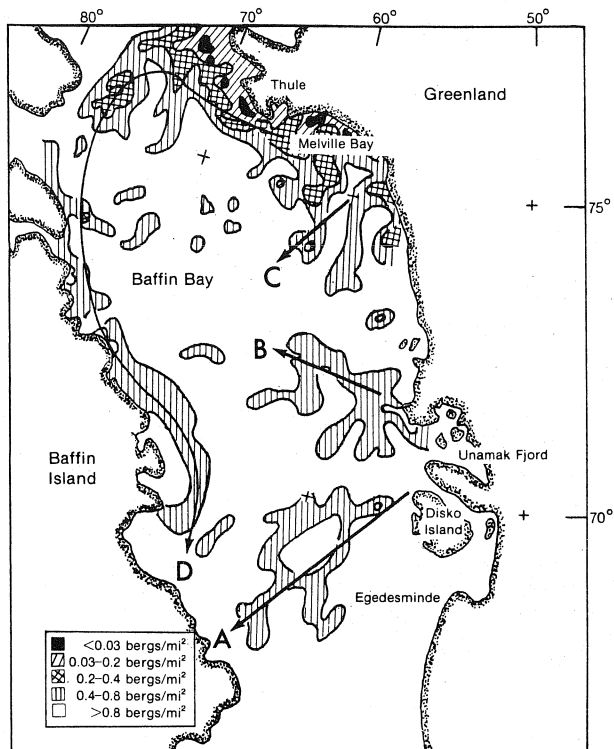 80°
70°
60°
50°
Thule
Greenland
Melville Bay
75°
C
Baffin Bay
B
Baffin
Island
Unamak Fjord
Disko
Island
70°
D
Egedesminde
A
<0.03 bergs/mi²
0.03–0.2 bergs/mi²
0.2–0.4 bergs/mi²
0.4–0.8 bergs/mi²
>0.8 bergs/mi²